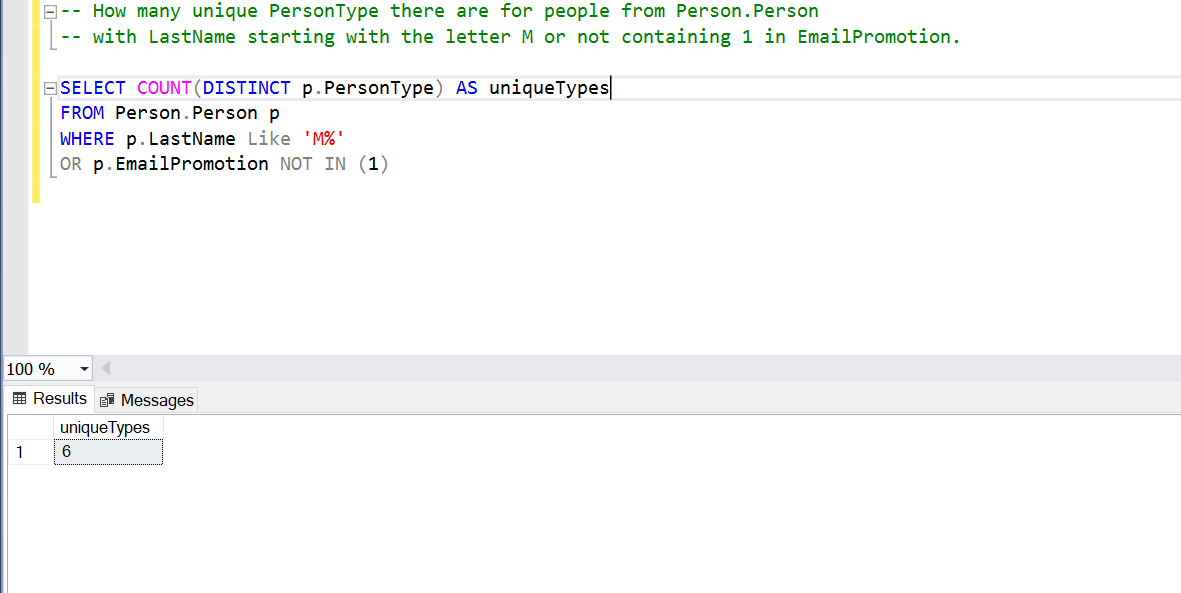 -- How many unique PersonType there are for people from Person.Person
-- with LastName starting with the letter M or not containing 1 in EmailPromotion.
SELECT COUNT(DISTINCT p.PersonType) AS uniqueTypes
FROM Person.Person p
WHERE p.LastName Like 'M%'
OR p.EmailPromotion NOT IN (1)
100 %
Results Messages
uniqueTypes
1 6